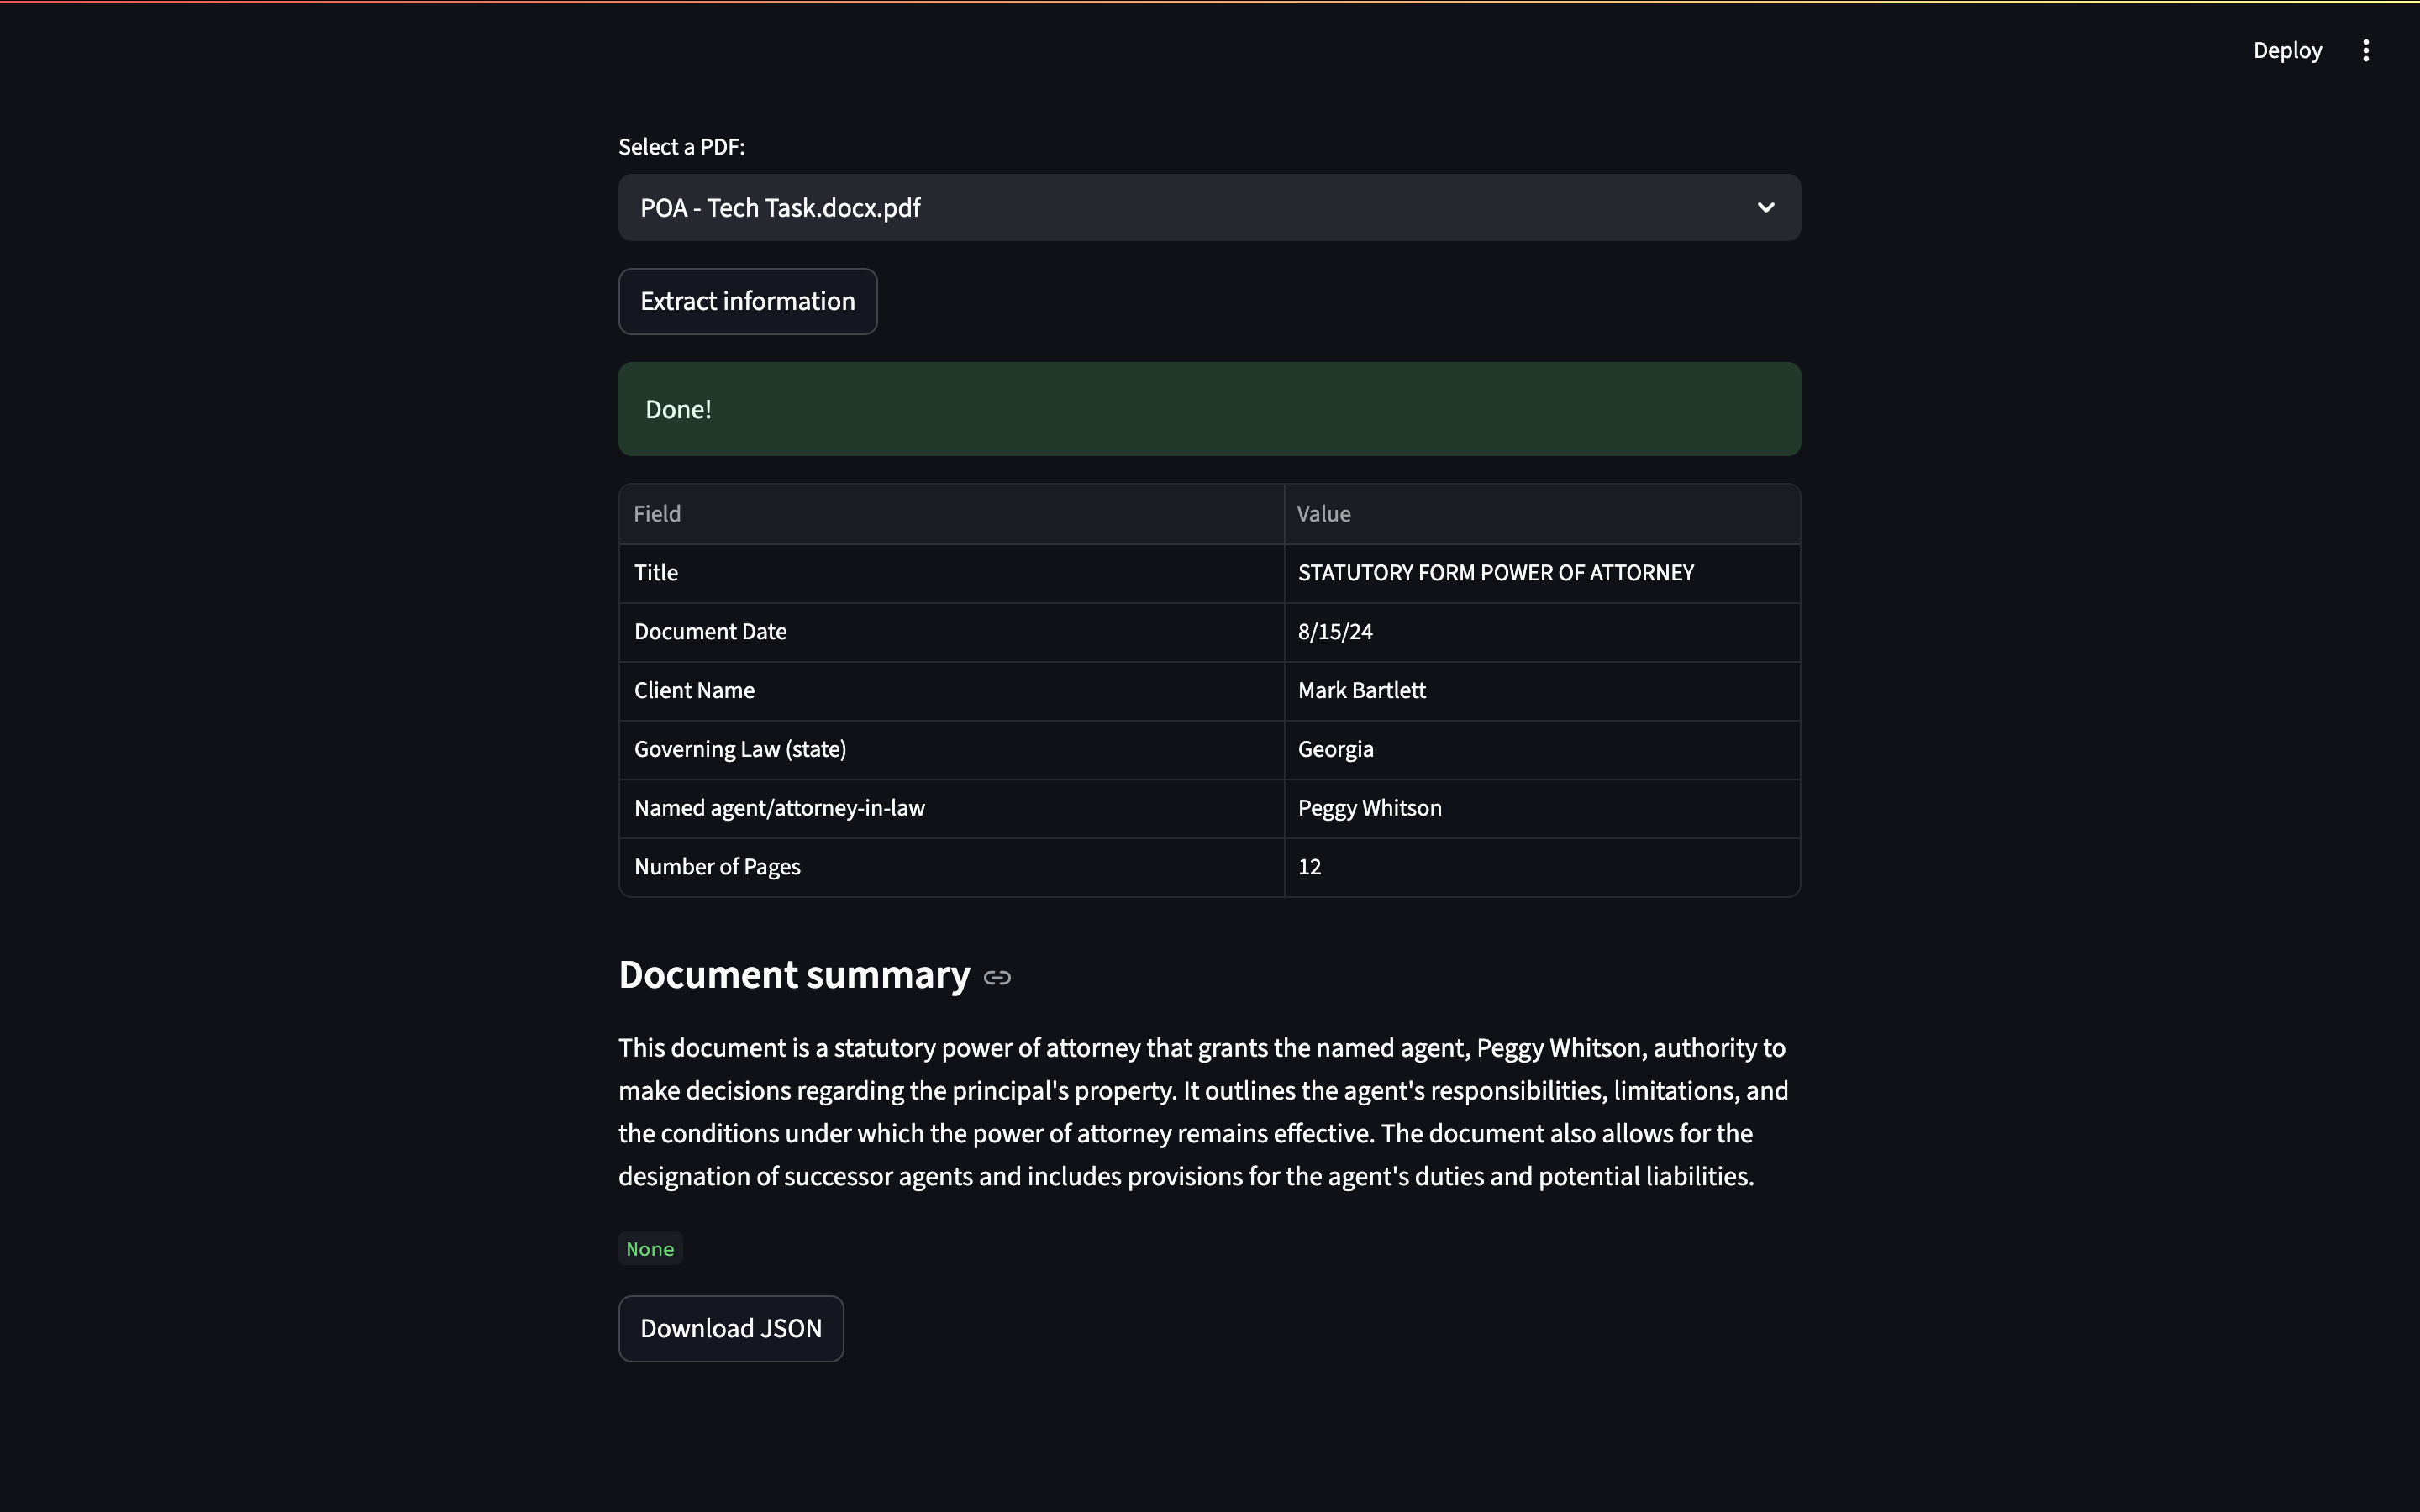 Deploy
Select a PDF:
POA - Tech Task.docx.pdf
Extract information
Done!
Field Value
Title STATUTORY FORM POWER OF ATTORNEY
Document Date 8/15/24
Client Name Mark Bartlett
Governing Law (state) Georgia
Named agent/attorney-in-law Peggy Whitson
Number of Pages 12
Document summary
This document is a statutory power of attorney that grants the named agent, Peggy Whitson, authority to
make decisions regarding the principal's property. It outlines the agent's responsibilities, limitations, and
the conditions under which the power of attorney remains effective. The document also allows for the
designation of successor agents and includes provisions for the agent's duties and potential liabilities.
None
Download JSON